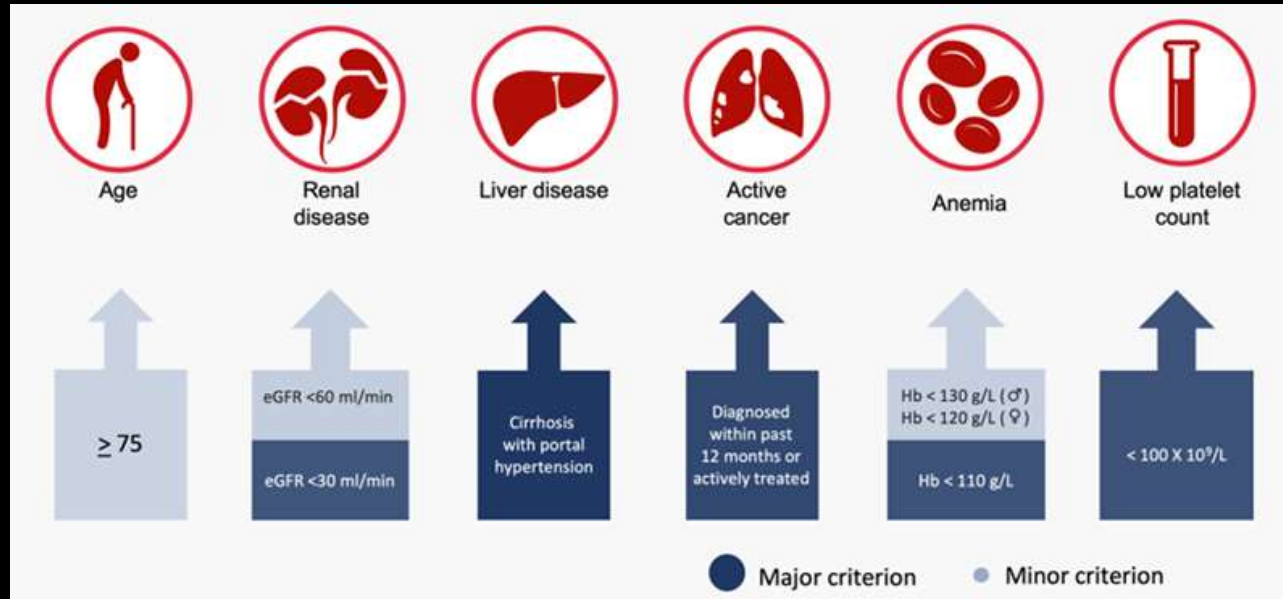 Age
Renal
disease
Liver disease
Active
cancer
Anemia
Low platelet
count
≥ 75
eGFR <60 ml/min
eGFR <30 ml/min
Cirrhosis
with portal
hypertension
Diagnosed
within past
12 months or
actively treated
Hb < 130 g/L (♂)
Hb < 120 g/L (♀)
Hb < 110 g/L
< 100 X 10⁹/L
Major criterion
Minor criterion